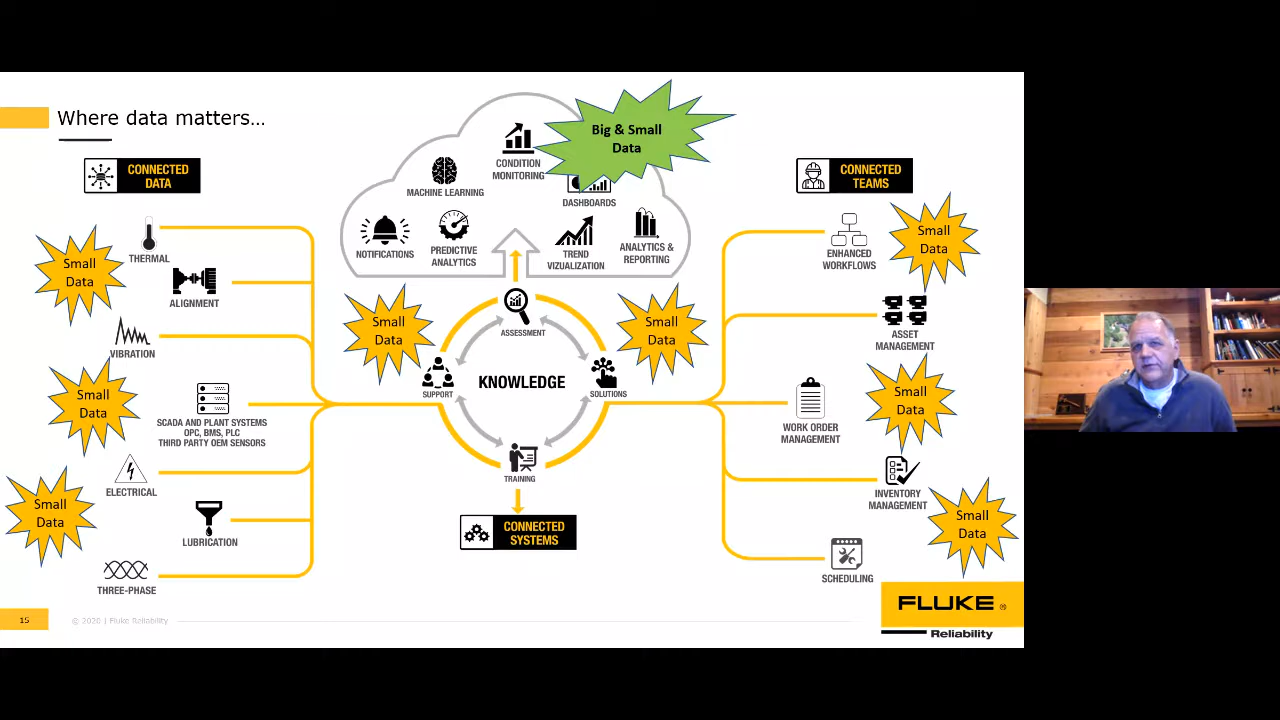 Where data matters...
Big & Small
Data
CONNECTED
DATA
CONNECTED
TEAMS
CONDITION
MONITORING
MACHINE LEARNING
DASHBOARDS
NOTIFICATIONS
PREDICTIVE
ANALYTICS
TREND
VIZUALIZATION
ANALYTICS &
REPORTING
THERMAL
Small
Data
ALIGNMENT
VIBRATION
Small
Data
SCADA AND PLANT SYSTEMS
OPC, BMS, PLC
THIRD PARTY OEM SENSORS
ELECTRICAL
Small
Data
LUBRICATION
THREE-PHASE
Small
Data
ASSESSMENT
Small
Data
SUPPORT
KNOWLEDGE
SOLUTIONS
TRAINING
CONNECTED
SYSTEMS
ENHANCED
WORKFLOWS
Small
Data
ASSET
MANAGEMENT
Small
Data
WORK ORDER
MANAGEMENT
INVENTORY
MANAGEMENT
Small
Data
SCHEDULING
15
© 2020 | Fluke Reliability
FLUKE ®
Reliability